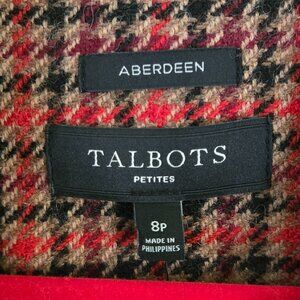 ABERDEEN
TALBOTS
PETITES
8P
MADE IN
PHILIPPINES